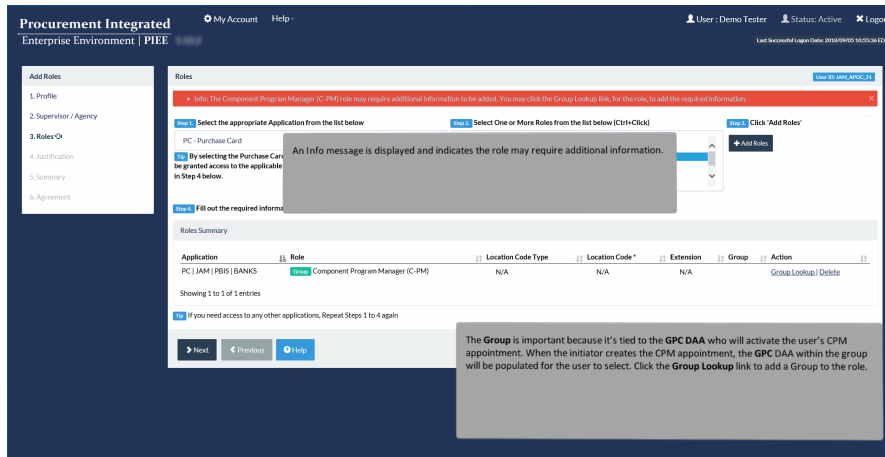 Procurement Integrated
Enterprise Environment | PIEE
My Account Help
User : Demo Tester Status: Active Logou
Last Successful Logon Date: 2018/09/05 10:55:36 ED
Add Roles
1. Profile
2. Supervisor / Agency
3. Roles
4. Justification
5. Summary
6. Agreement
Roles
User ID: JAM_APOC_21
Info: The Component Program Manager (C-PM) role may require additional information to be added. You may click the Group Lookup link, for the role, to add the required information.
Step 1. Select the appropriate Application from the list below
Step 2. Select One or More Roles from the list below (Ctrl+Click)
Step 3. Click 'Add Roles'
PC - Purchase Card
Add Roles
Tip By selecting the Purchase Card
be granted access to the applicable
in Step 4 below.
An Info message is displayed and indicates the role may require additional information.
Step 4. Fill out the required informa
Roles Summary
Application Role Location Code Type Location Code * Extension Group Action
PC | JAM | PBIS | BANKS Group Component Program Manager (C-PM) N/A N/A N/A Group Lookup | Delete
Showing 1 to 1 of 1 entries
Tip If you need access to any other applications, Repeat Steps 1 to 4 again
Next Previous Help
The Group is important because it's tied to the GPC DAA who will activate the user's CPM
appointment. When the initiator creates the CPM appointment, the GPC DAA within the group
will be populated for the user to select. Click the Group Lookup link to add a Group to the role.